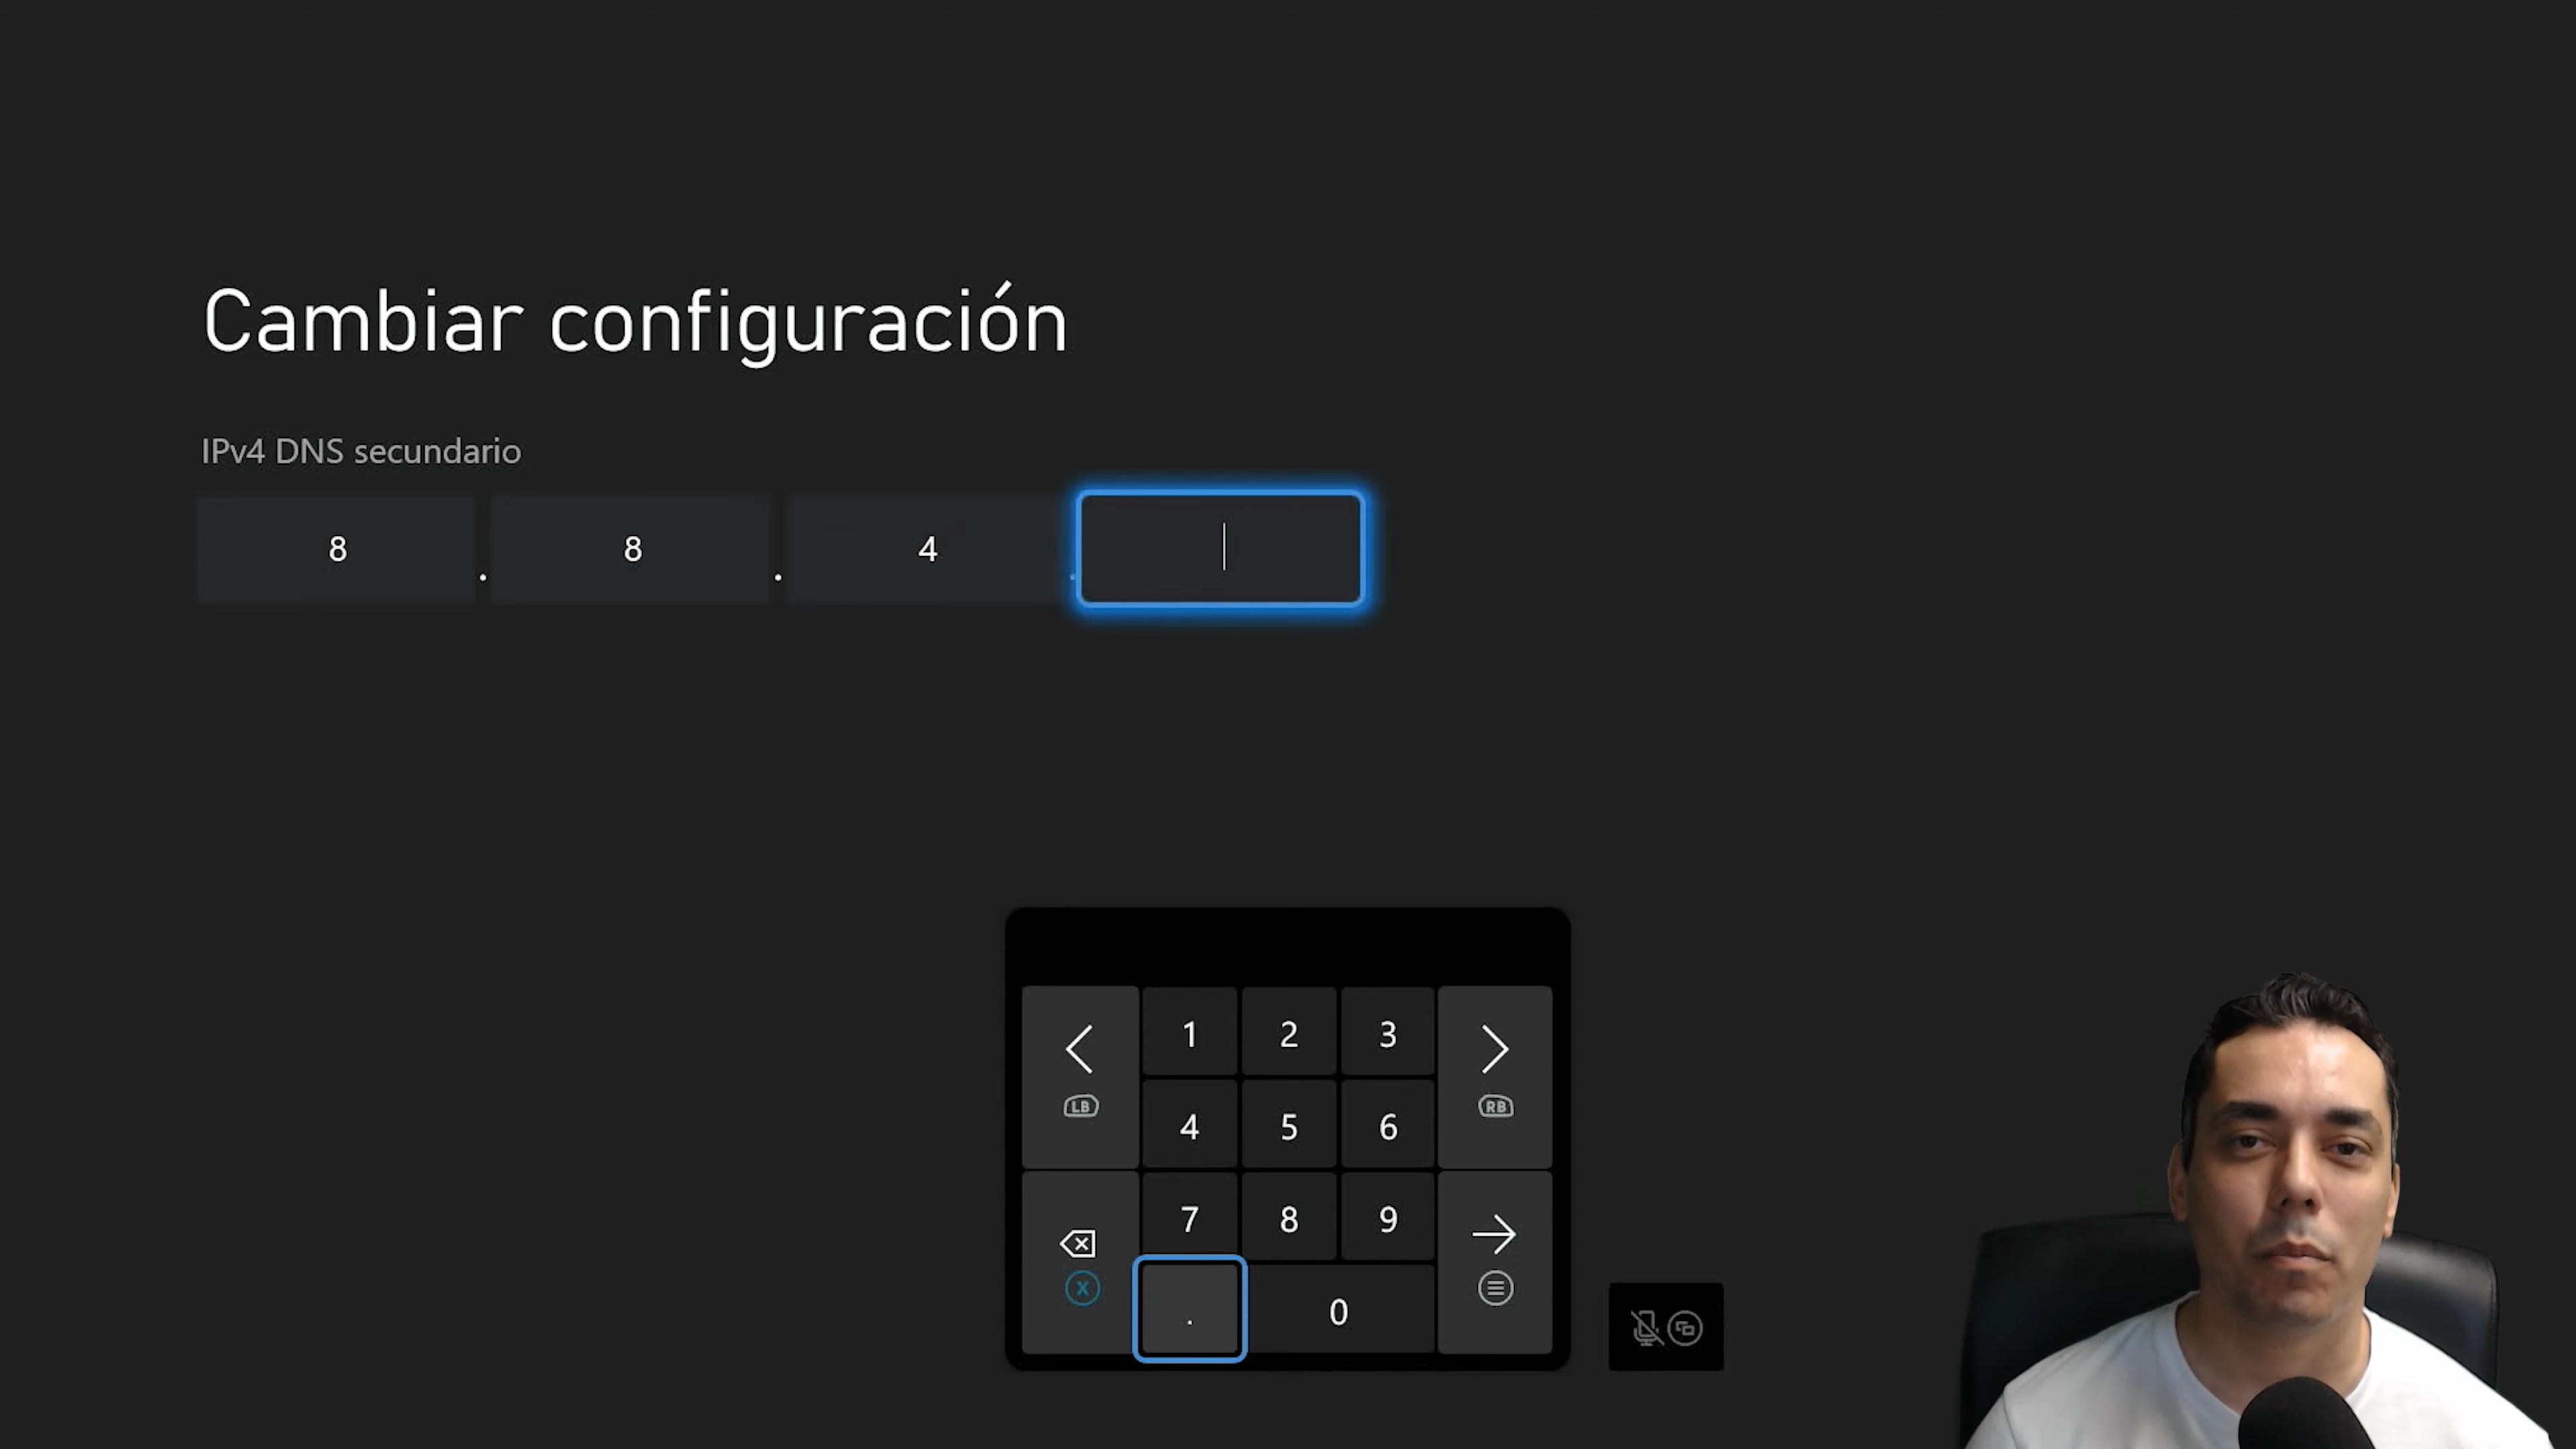 Cambiar configuración
IPv4 DNS secundario
8 . 8 . 4 .
1 2 3
LB RB
4 5 6
7 8 9
X
. 0